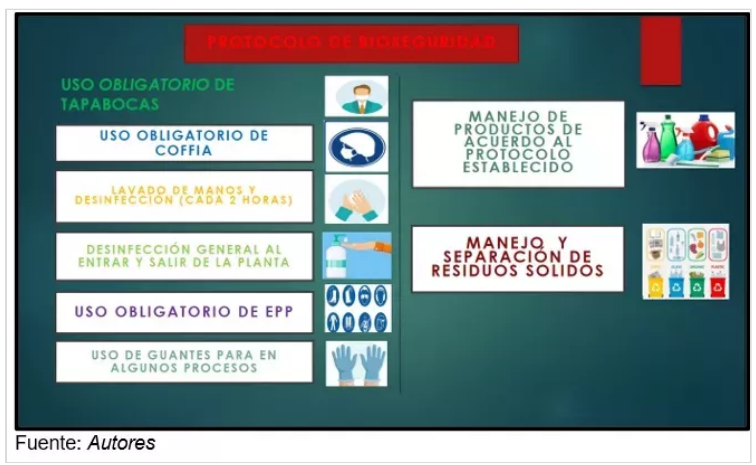 PROTOCOLO DE BIOSEGURIDAD
USO OBLIGATORIO DE
TAPABOCAS
USO OBLIGATORIO DE
COFFIA
LAVADO DE MANOS Y
DESINFECCIÓN (CADA 2 HORAS)
DESINFECCIÓN GENERAL AL
ENTRAR Y SALIR DE LA PLANTA
USO OBLIGATORIO DE EPP
USO DE GUANTES PARA EN
ALGUNOS PROCESOS
MANEJO DE
PRODUCTOS DE
ACUERDO AL
PROTOCOLO
ESTABLECIDO
MANEJO Y
SEPARACIÓN DE
RESIDUOS SOLIDOS
Fuente: Autores